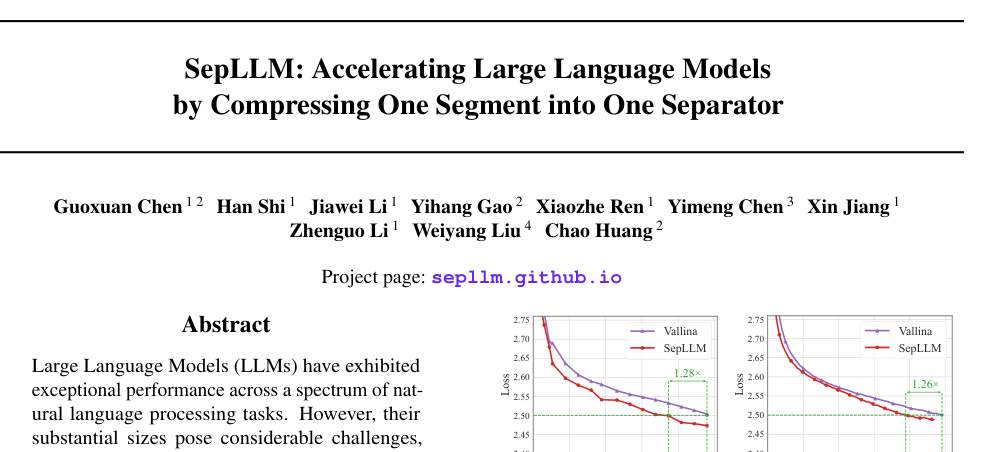 SepLLM: Accelerating Large Language Models
by Compressing One Segment into One Separator
Guoxuan Chen 1 2 Han Shi 1 Jiawei Li 1 Yihang Gao 2 Xiaozhe Ren 1 Yimeng Chen 3 Xin Jiang 1
Zhenguo Li 1 Weiyang Liu 4 Chao Huang 2
Project page: sepllm.github.io
Abstract
Large Language Models (LLMs) have exhibited
exceptional performance across a spectrum of nat-
ural language processing tasks. However, their
substantial sizes pose considerable challenges,
2.75
2.70
2.65
2.60
2.55
2.50
2.45
Loss
Vallina
SepLLM
1.28×
2.75
2.70
2.65
2.60
2.55
2.50
2.45
Loss
Vallina
SepLLM
1.26×